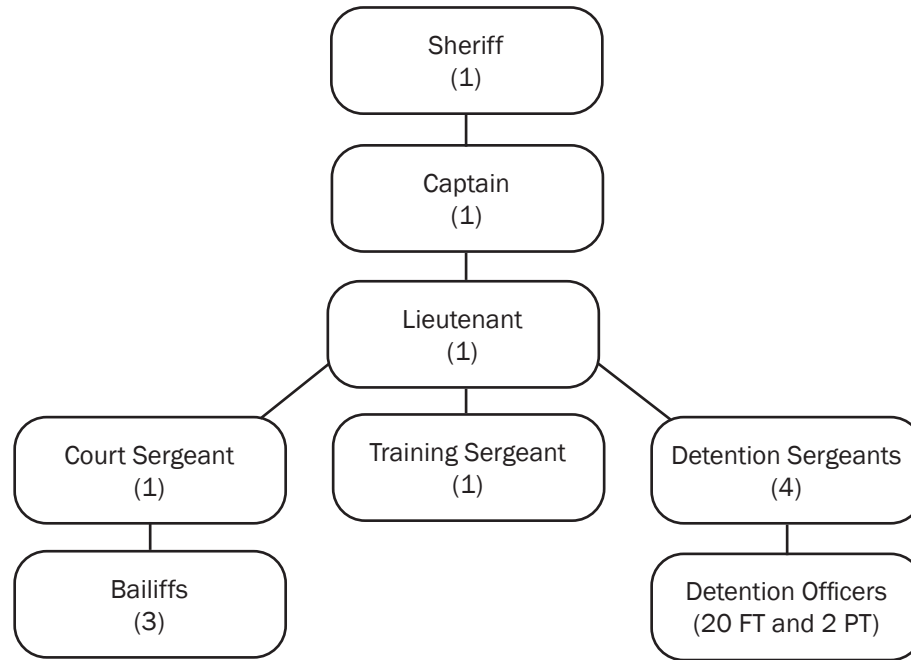 Sheriff
(1)
Captain
(1)
Lieutenant
(1)
Court Sergeant
(1)
Training Sergeant
(1)
Detention Sergeants
(4)
Bailiffs
(3)
Detention Officers
(20 FT and 2 PT)